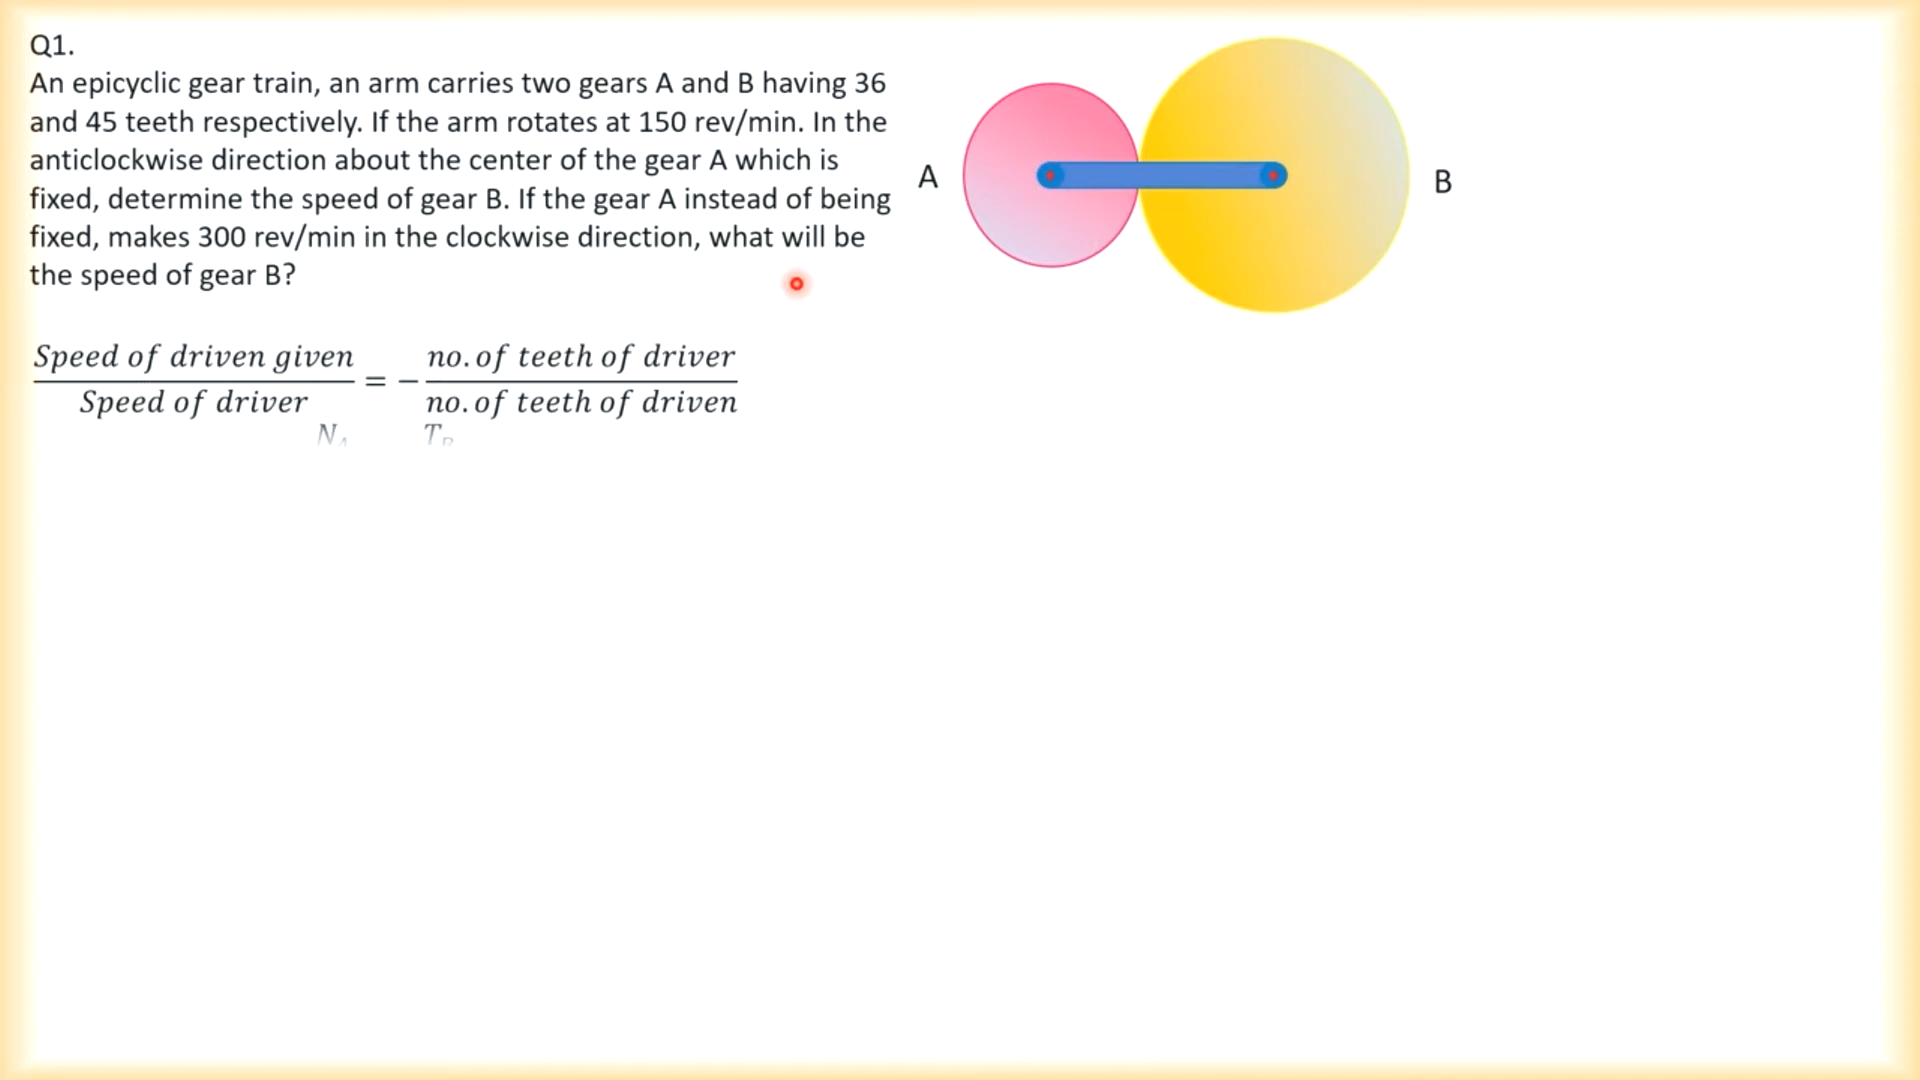 Q1.
An epicyclic gear train, an arm carries two gears A and B having 36
and 45 teeth respectively. If the arm rotates at 150 rev/min. In the
anticlockwise direction about the center of the gear A which is
fixed, determine the speed of gear B. If the gear A instead of being
fixed, makes 300 rev/min in the clockwise direction, what will be
the speed of gear B?
A
B
Speed of driven given
Speed of driver
= −
no. of teeth of driver
no. of teeth of driven